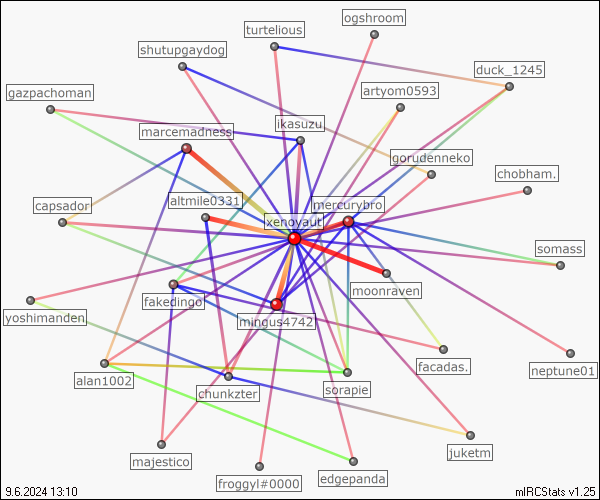 ogshroom
turtelious
shutupgaydog
duck_1245
gazpachoman
artyom0593
ikasuzu
marcemadness
gorudenneko
chobham.
altmile0331
mercurybro
capsador
xenoyaut
somass
moonraven
fakedingo
yoshimanden
mingus4742
facadas.
neptune01
alan1002
sorapie
chunkzter
juketm
majestico
froggyl#0000
edgepanda
9.6.2024 13:10
mIRCStats v1.25